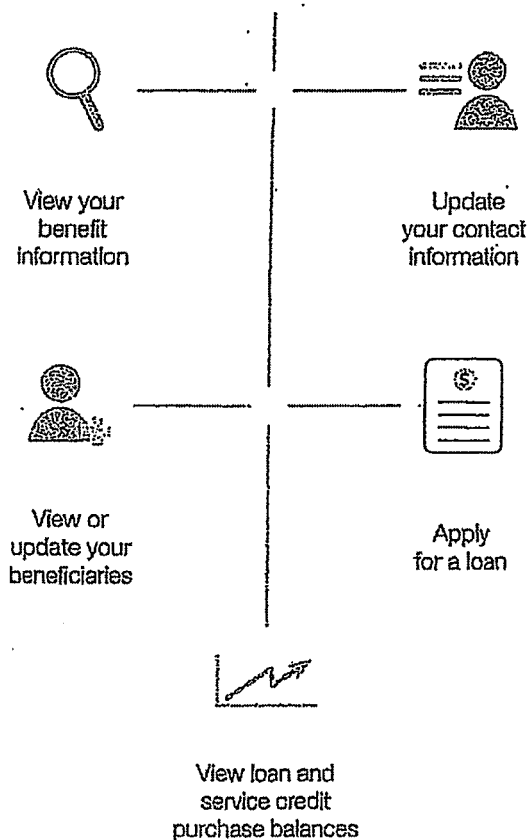 View your
benefit
information
Update
your contact
information
View or
update your
beneficiaries
$
Apply
for a loan
View loan and
service credit
purchase balances